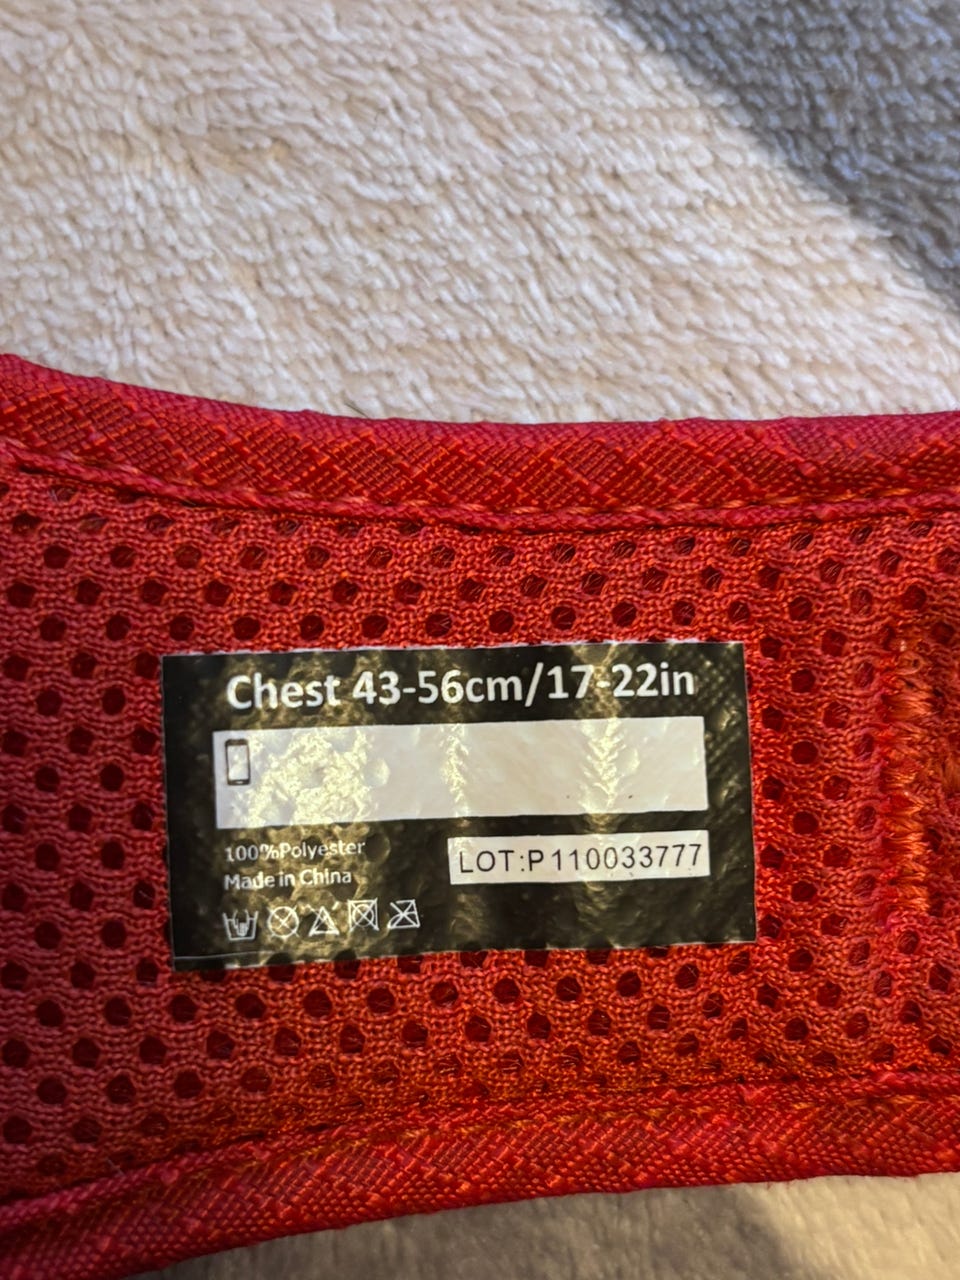 Chest 43-56cm/17-22in
100%Polyester
Made in China
LOT:P110033777